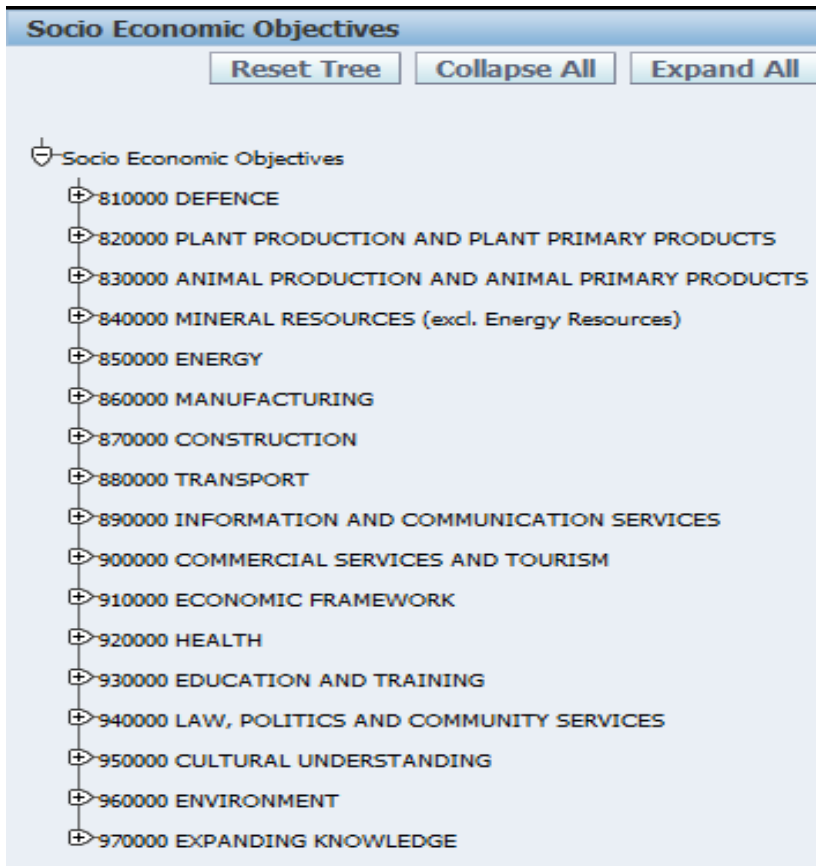 Socio Economic Objectives
Reset Tree Collapse All Expand All
Socio Economic Objectives
810000 DEFENCE
820000 PLANT PRODUCTION AND PLANT PRIMARY PRODUCTS
830000 ANIMAL PRODUCTION AND ANIMAL PRIMARY PRODUCTS
840000 MINERAL RESOURCES (excl. Energy Resources)
850000 ENERGY
860000 MANUFACTURING
870000 CONSTRUCTION
880000 TRANSPORT
890000 INFORMATION AND COMMUNICATION SERVICES
900000 COMMERCIAL SERVICES AND TOURISM
910000 ECONOMIC FRAMEWORK
920000 HEALTH
930000 EDUCATION AND TRAINING
940000 LAW, POLITICS AND COMMUNITY SERVICES
950000 CULTURAL UNDERSTANDING
960000 ENVIRONMENT
970000 EXPANDING KNOWLEDGE